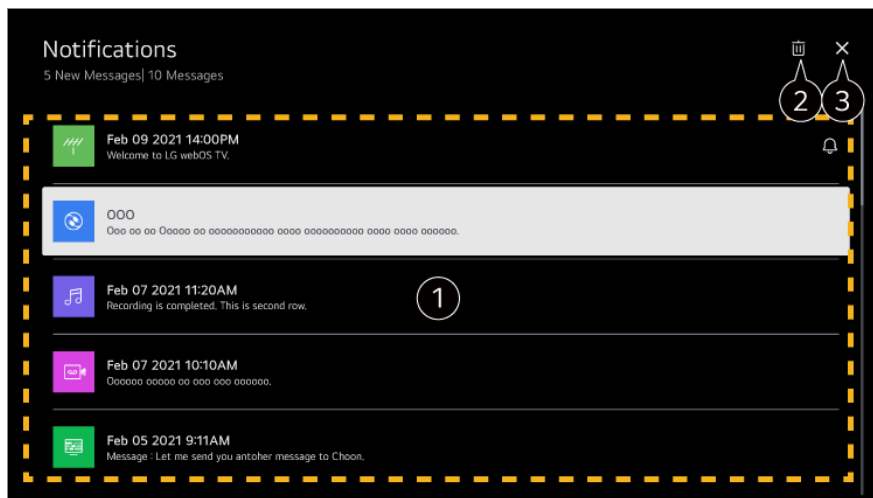 Notifications
5 New Messages| 10 Messages
2 3
Feb 09 2021 14:00PM
Welcome to LG webOS TV.
OOO
Ooo oo oo Ooooo oo ooooooooooo oooo oooooooooo oooo oooo oooooo.
Feb 07 2021 11:20AM
Recording is completed. This is second row.
1
Feb 07 2021 10:10AM
Oooooo ooooo oo ooo ooo oooooo.
Feb 05 2021 9:11AM
Message : Let me send you antoher message to Choon.